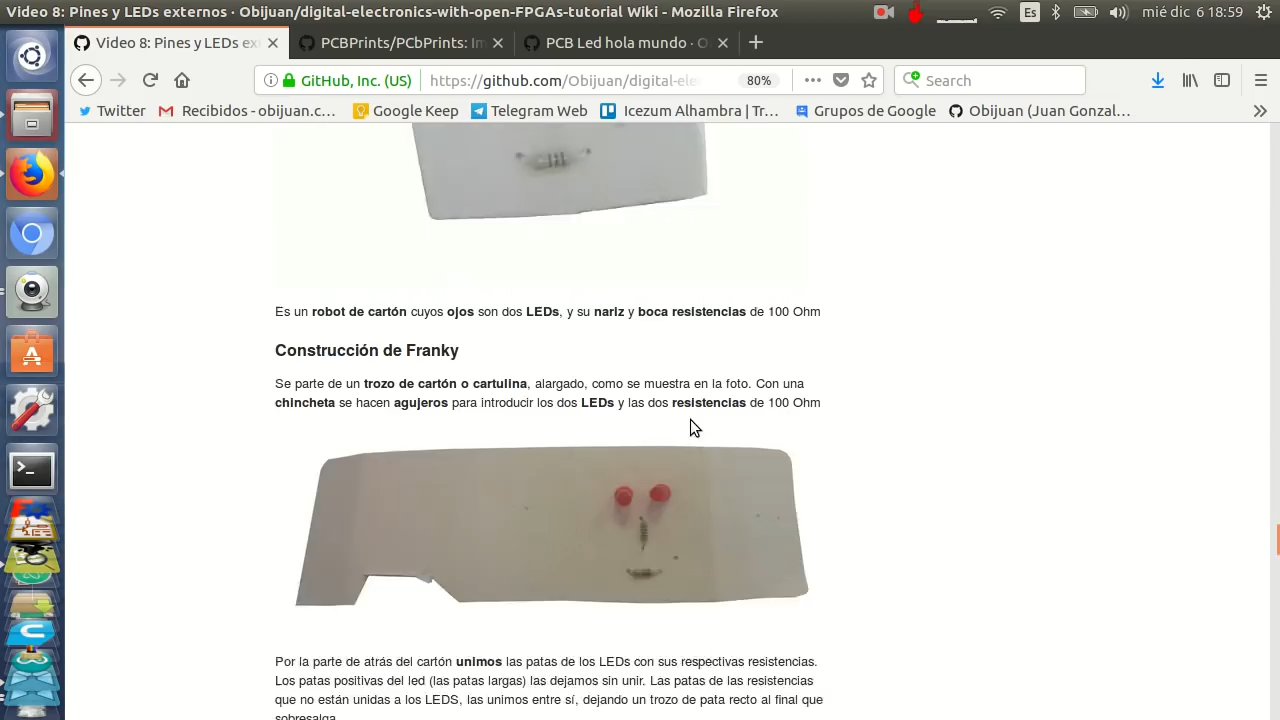 Video 8: Pines y LEDs externos · Obijuan/digital-electronics-with-open-FPGAs-tutorial Wiki - Mozilla Firefox
Es
mié dic 6 18:59
Video 8: Pines y LEDs ex
PCBPrints/PcbPrints: Im
PCB Led hola mundo · O
GitHub, Inc. (US)
https://github.com/Obijuan/digital-ele
80%
Search
Twitter
Recibidos - obijuan.c…
Google Keep
Telegram Web
Icezum Alhambra | Tr…
Grupos de Google
Obijuan (Juan Gonzal…
Es un robot de cartón cuyos ojos son dos LEDs, y su nariz y boca resistencias de 100 Ohm
Construcción de Franky
Se parte de un trozo de cartón o cartulina, alargado, como se muestra en la foto. Con una
chincheta se hacen agujeros para introducir los dos LEDs y las dos resistencias de 100 Ohm
Por la parte de atrás del cartón unimos las patas de los LEDs con sus respectivas resistencias.
Los patas positivas del led (las patas largas) las dejamos sin unir. Las patas de las resistencias
que no están unidas a los LEDS, las unimos entre sí, dejando un trozo de pata recto al final que
sobresalga